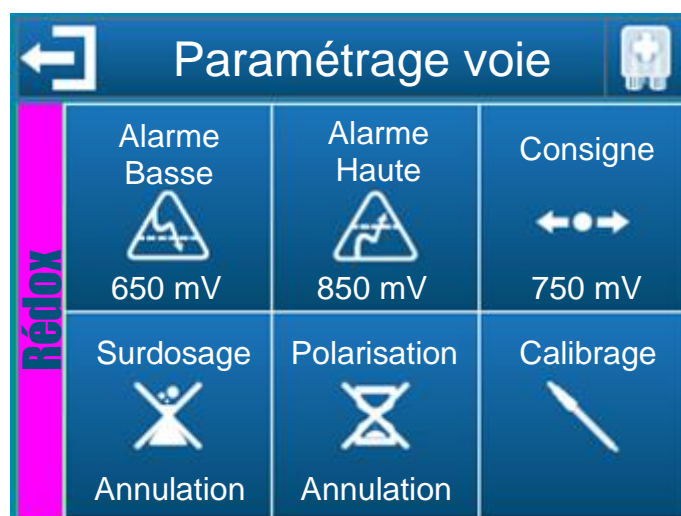 Paramétrage voie
Rédox
Alarme
Basse
650 mV
Alarme
Haute
850 mV
Consigne
750 mV
Surdosage
Annulation
Polarisation
Annulation
Calibrage